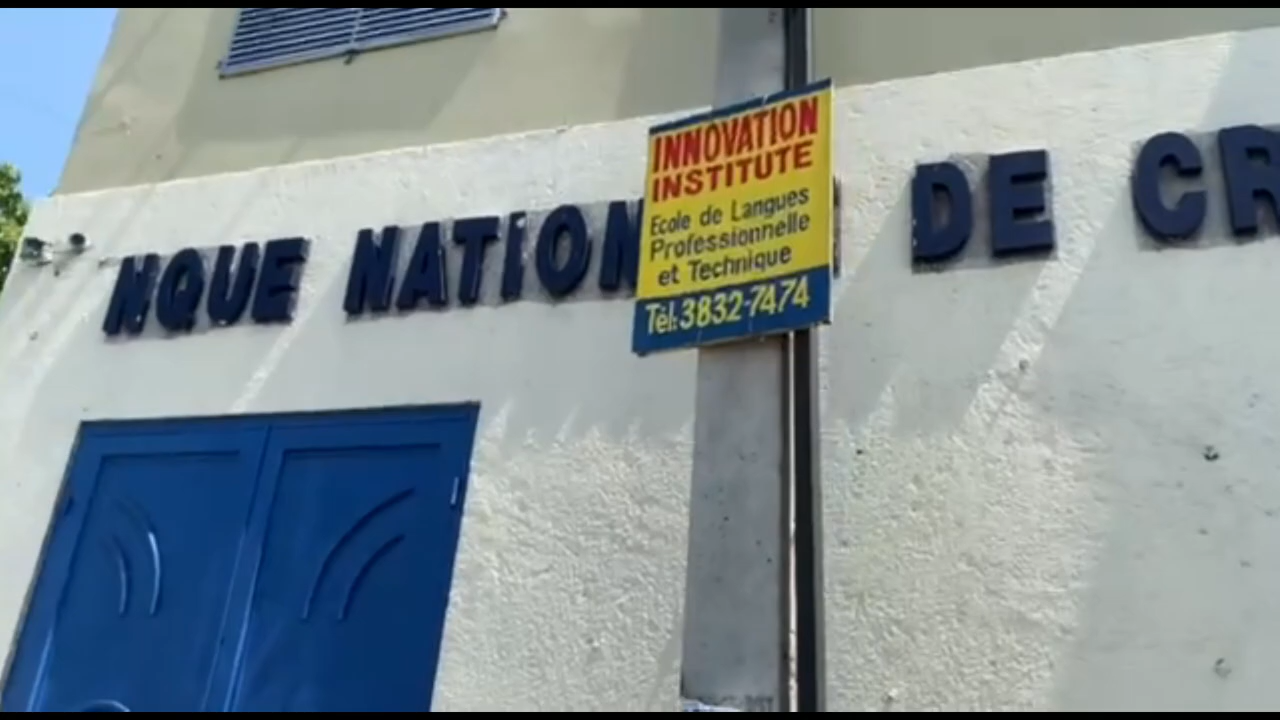 NQUE NATION DE CR
INNOVATION
INSTITUTE
Ecole de Langues
Professionnelle
et Technique
Tél:3832-7474